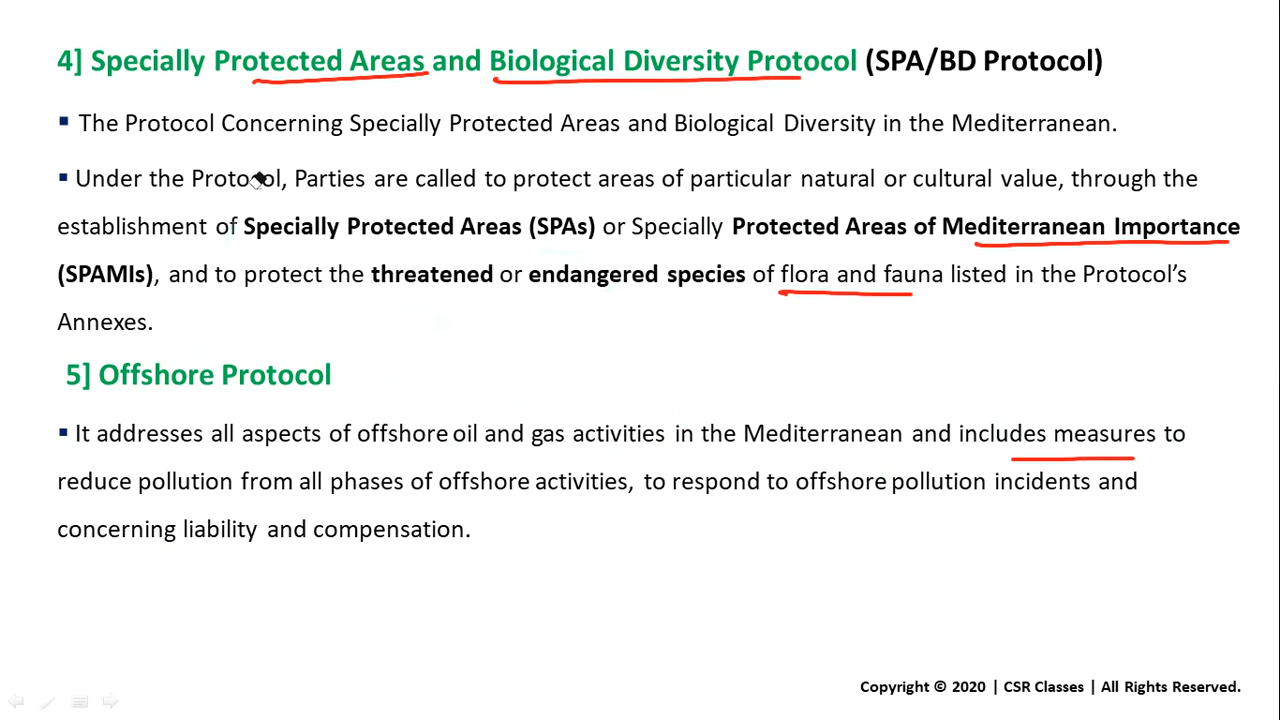 4] Specially Protected Areas and Biological Diversity Protocol (SPA/BD Protocol)
▪ The Protocol Concerning Specially Protected Areas and Biological Diversity in the Mediterranean.
▪ Under the Protocol, Parties are called to protect areas of particular natural or cultural value, through the
establishment of Specially Protected Areas (SPAs) or Specially Protected Areas of Mediterranean Importance
(SPAMIs), and to protect the threatened or endangered species of flora and fauna listed in the Protocol’s
Annexes.
5] Offshore Protocol
▪ It addresses all aspects of offshore oil and gas activities in the Mediterranean and includes measures to
reduce pollution from all phases of offshore activities, to respond to offshore pollution incidents and
concerning liability and compensation.
Copyright © 2020 | CSR Classes | All Rights Reserved.